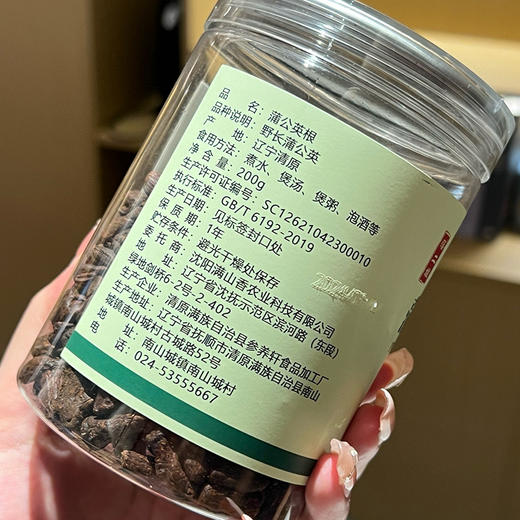 品 名：蒲公英根
品种说明：野长蒲公英
产 地：辽宁清原
食用方法：煮水、煲汤、煲粥、泡酒等
净 含 量：200g
生产许可证编号：SC12621042300010
执行标准：GB/T 6192-2019
生产日期：见标签封口处
保 质 期：1年
贮存条件：避光干燥处保存
委 托 商：沈阳满山香农业科技有限公司
辽宁省沈抚示范区滨河路（东段）
绿地剑桥6-2号-2-402
生产企业：清原满族自治县参养轩食品加工厂
生产地址：辽宁省抚顺市清原满族自治县南山
城镇南山城村古城路52号
南山城镇南山城村
电 话：024-53555667